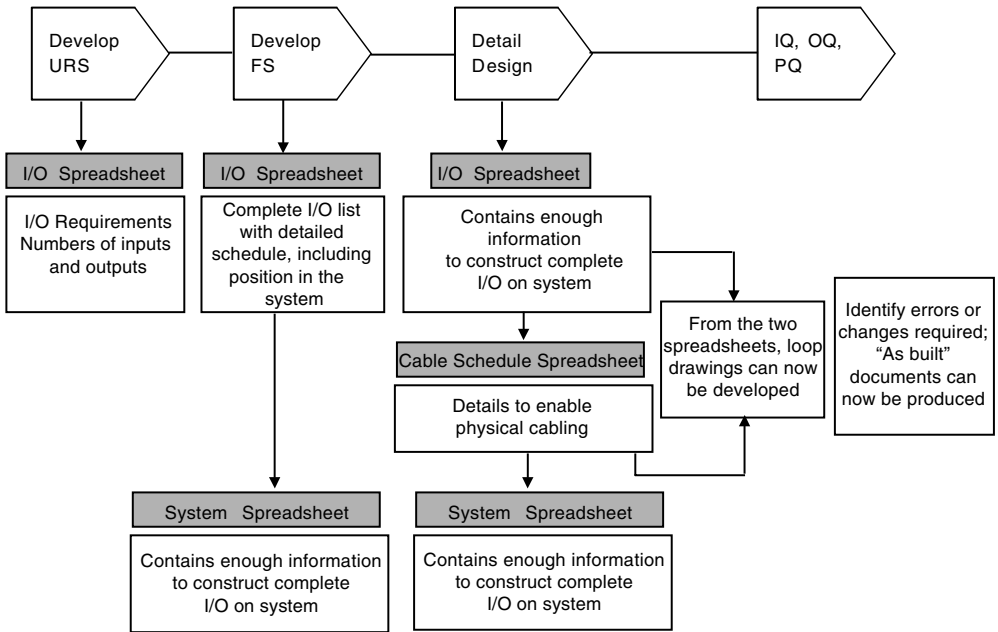 Develop
URS
Develop
FS
Detail
Design
IQ, OQ,
PQ
I/O Spreadsheet
I/O Requirements
Numbers of inputs
and outputs
I/O Spreadsheet
Complete I/O list
with detailed
schedule, including
position in the
system
I/O Spreadsheet
Contains enough
information
to construct complete
I/O on system
Cable Schedule Spreadsheet
Details to enable
physical cabling
From the two
spreadsheets, loop
drawings can now
be developed
Identify errors or
changes required;
“As built”
documents can
now be produced
System Spreadsheet
Contains enough information
to construct complete
I/O on system
System Spreadsheet
Contains enough information
to construct complete
I/O on system